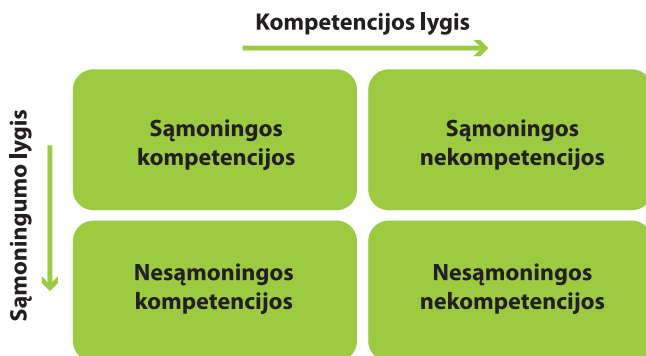 Kompetencijos lygis
Sąmoningumo lygis
Sąmoningos
kompetencijos
Sąmoningos
nekompetencijos
Nesąmoningos
kompetencijos
Nesąmoningos
nekompetencijos